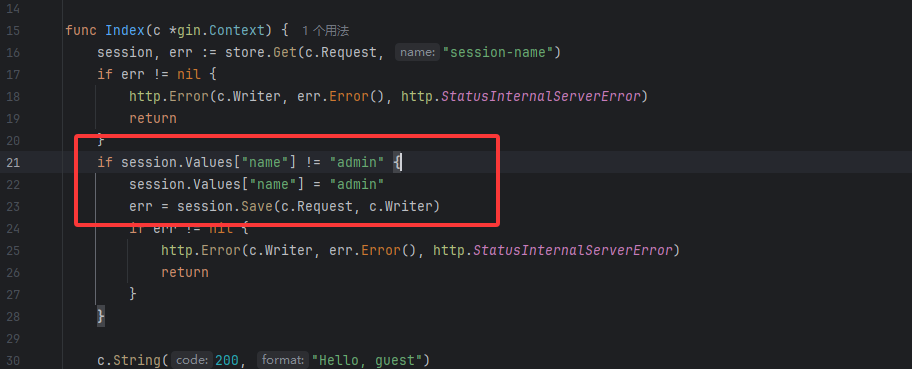 14
15 func Index(c *gin.Context) { 1 个用法
16 session, err := store.Get(c.Request, name: "session-name")
17 if err != nil {
18 http.Error(c.Writer, err.Error(), http.StatusInternalServerError)
19 return
20 }
21 if session.Values["name"] != "admin" {
22 session.Values["name"] = "admin"
23 err = session.Save(c.Request, c.Writer)
24 if err != nil {
25 http.Error(c.Writer, err.Error(), http.StatusInternalServerError)
26 return
27 }
28 }
29
30 c.String( code: 200, format: "Hello, guest")